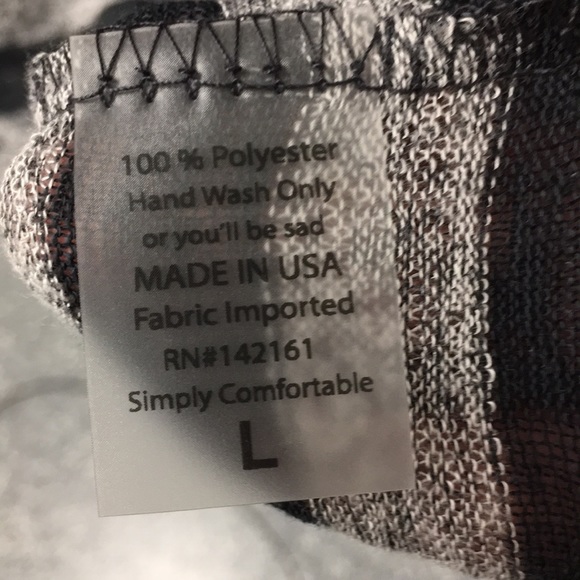 100 % Polyester
Hand Wash Only
or you'll be sad
MADE IN USA
Fabric Imported
RN#142161
Simply Comfortable
L